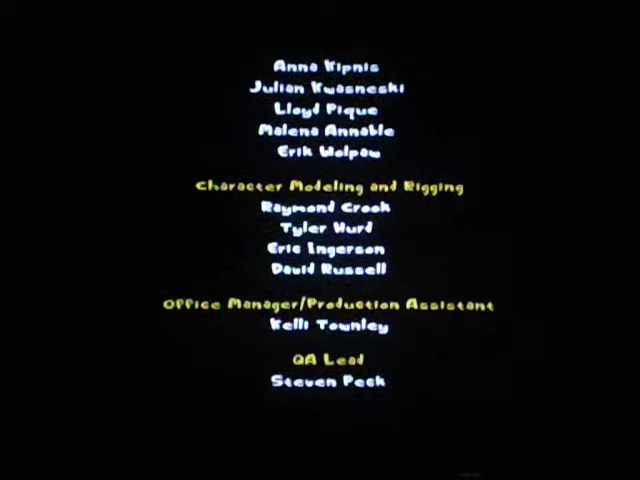 Anna Kipnis
Julian Kwasneski
Lloyd Pique
Malena Annable
Erik Wolpaw
Character Modeling and Rigging
Raymond Crook
Tyler Hurd
Eric Ingerson
David Russell
Office Manager/Production Assistant
Kelli Townley
QA Lead
Steven Peck